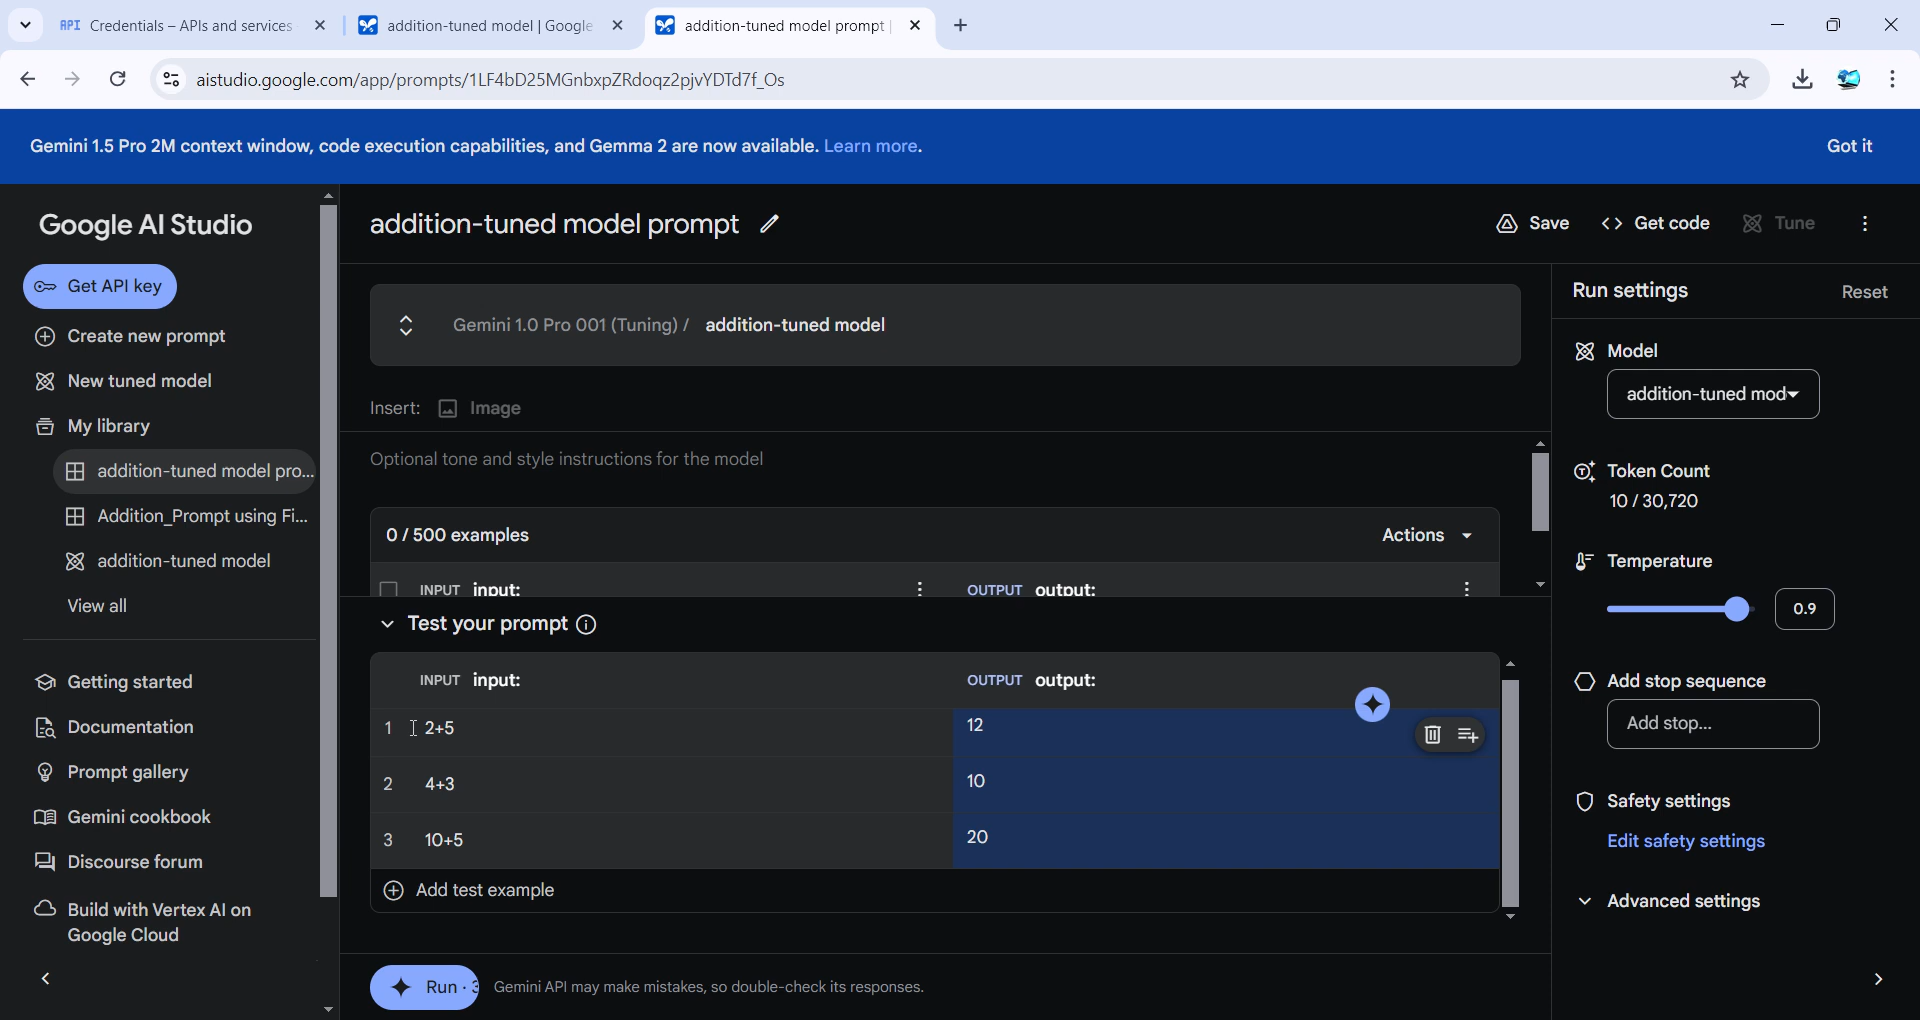 API Credentials – APIs and services
addition-tuned model | Google
addition-tuned model prompt |
aistudio.google.com/app/prompts/1LF4bD25MGnbxpZRdoqz2pjvYDTd7f_Os
Gemini 1.5 Pro 2M context window, code execution capabilities, and Gemma 2 are now available. Learn more.
Got it
Google AI Studio
Get API key
Create new prompt
New tuned model
My library
addition-tuned model pro...
Addition_Prompt using Fi...
addition-tuned model
View all
Getting started
Documentation
Prompt gallery
Gemini cookbook
Discourse forum
Build with Vertex AI on
Google Cloud
addition-tuned model prompt
Save
Get code
Tune
Gemini 1.0 Pro 001 (Tuning) / addition-tuned model
Insert: Image
Optional tone and style instructions for the model
0 / 500 examples
Actions
INPUT input:
OUTPUT output:
Test your prompt
INPUT input:
OUTPUT output:
1 2+5 12
2 4+3 10
3 10+5 20
Add test example
Run · 3
Gemini API may make mistakes, so double-check its responses.
Run settings
Reset
Model
addition-tuned mod
Token Count
10 / 30,720
Temperature
0.9
Add stop sequence
Add stop...
Safety settings
Edit safety settings
Advanced settings